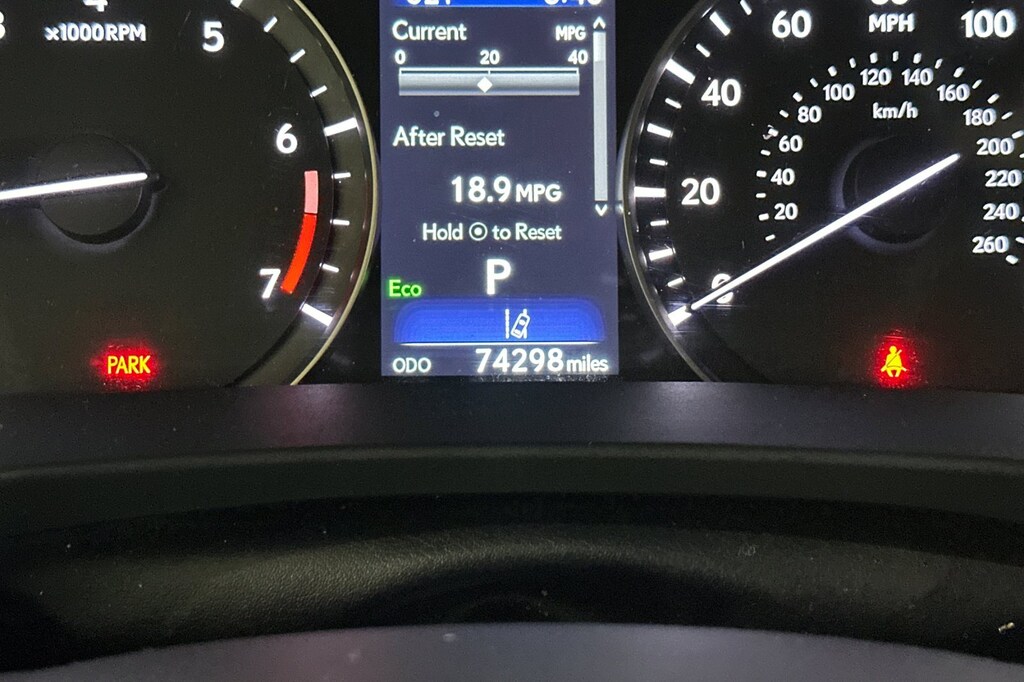 x1000RPM
5
6
7
PARK
Current MPG
0 20 40
After Reset
18.9 MPG
Hold to Reset
P
Eco
ODO 74298 miles
0 20 40 60 100
MPH
20 40 60 80 100 120 140 160 180 200 220 240 260
km/h